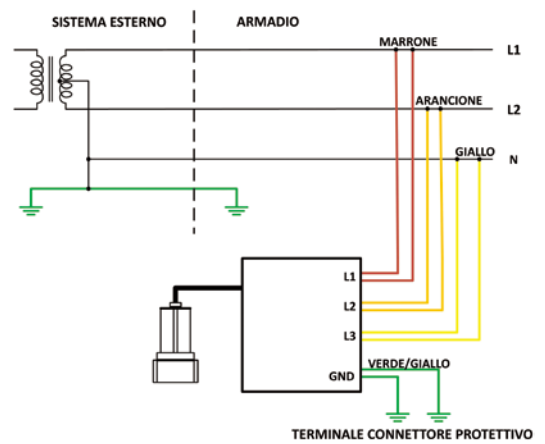 SISTEMA ESTERNO
ARMADIO
MARRONE
L1
ARANCIONE
L2
GIALLO
N
L1
L2
L3
VERDE/GIALLO
GND
TERMINALE CONNETTORE PROTETTIVO